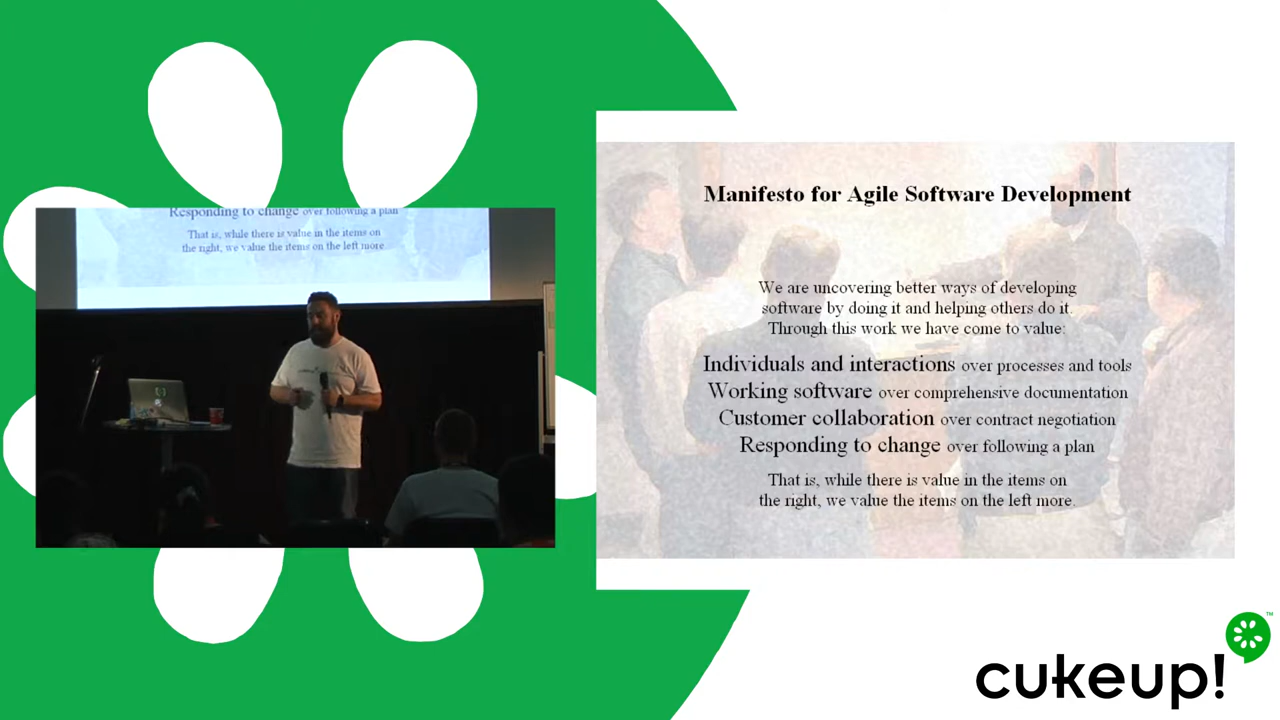 Responding to change over following a plan
That is, while there is value in the items on
the right, we value the items on the left more.
Manifesto for Agile Software Development
We are uncovering better ways of developing
software by doing it and helping others do it.
Through this work we have come to value:
Individuals and interactions over processes and tools
Working software over comprehensive documentation
Customer collaboration over contract negotiation
Responding to change over following a plan
That is, while there is value in the items on
the right, we value the items on the left more.
cukeup!
TM